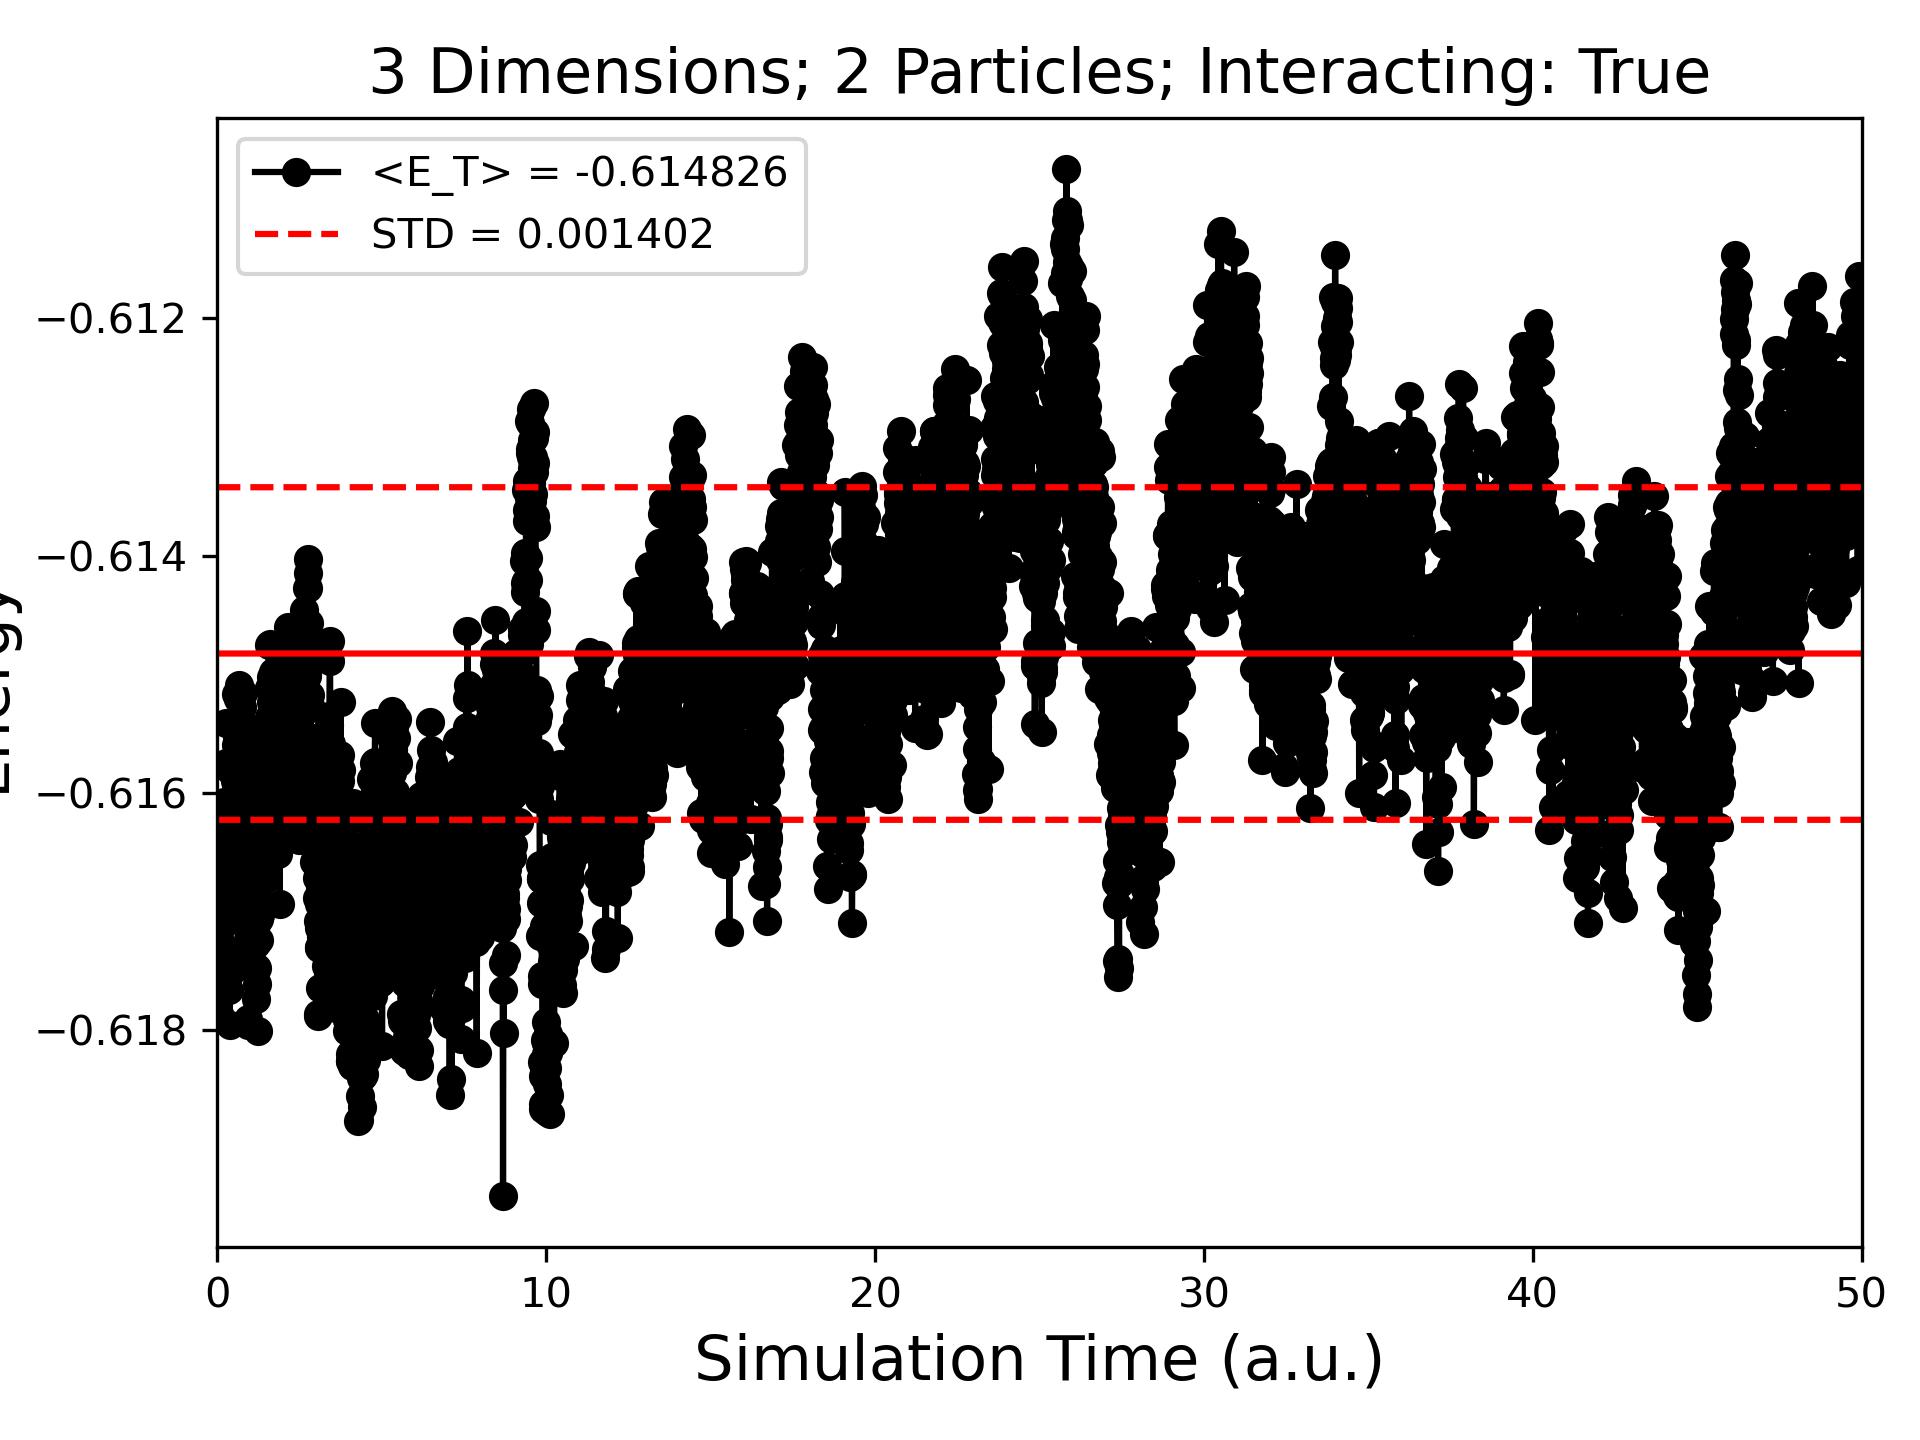 3 Dimensions; 2 Particles; Interacting: True
<E_T> = -0.614826
STD = 0.001402
−0.612
−0.614
−0.616
−0.618
Energy
0 10 20 30 40 50
Simulation Time (a.u.)